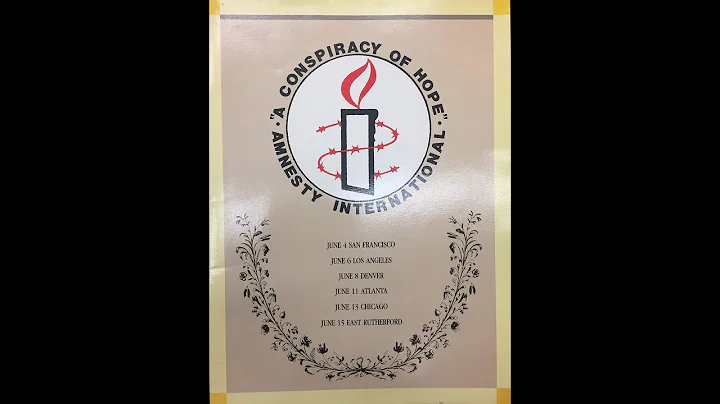 "A CONSPIRACY OF HOPE"
• AMNESTY INTERNATIONAL •
JUNE 4 SAN FRANCISCO
JUNE 6 LOS ANGELES
JUNE 8 DENVER
JUNE 11 ATLANTA
JUNE 13 CHICAGO
JUNE 15 EAST RUTHERFORD